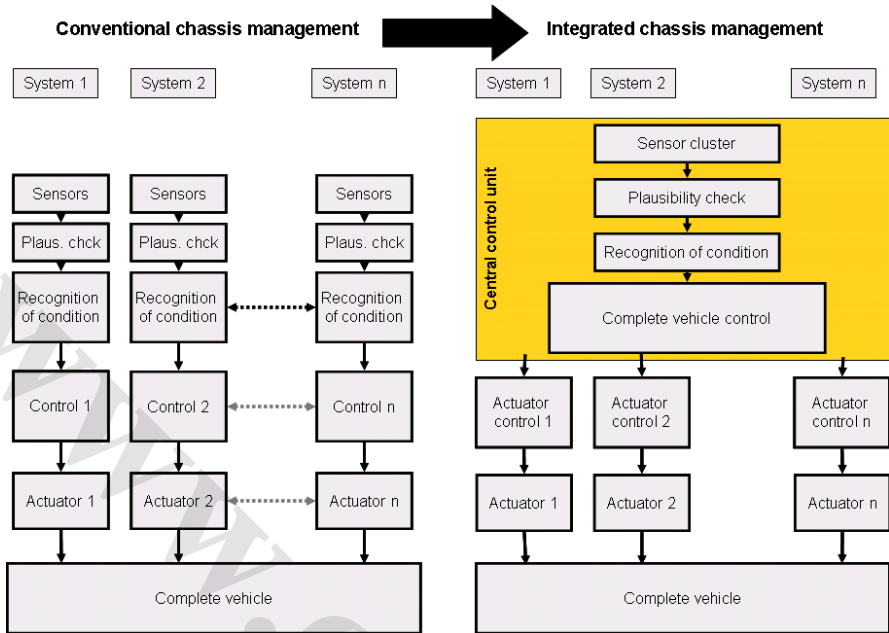 Conventional chassis management
Integrated chassis management
System 1
System 2
System n
System 1
System 2
System n
Sensors
Sensors
Sensors
Plaus. chck
Plaus. chck
Plaus. chck
Recognition
of condition
Recognition
of condition
Recognition
of condition
Control 1
Control 2
Control n
Actuator 1
Actuator 2
Actuator n
Complete vehicle
Central control unit
Sensor cluster
Plausibility check
Recognition of condition
Complete vehicle control
Actuator
control 1
Actuator
control 2
Actuator
control n
Actuator 1
Actuator 2
Actuator n
Complete vehicle
www.